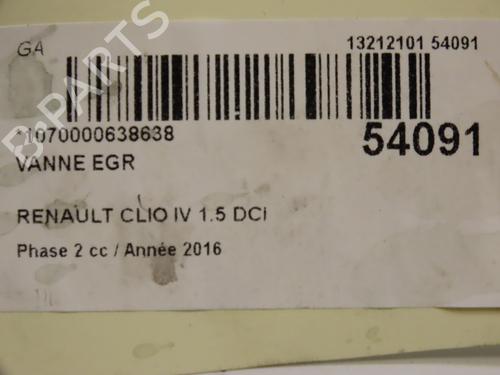 GA
13212101 54091
*1070000638638
54091
VANNE EGR
RENAULT CLIO IV 1.5 DCI
Phase 2 cc / Année 2016
B-PARTS